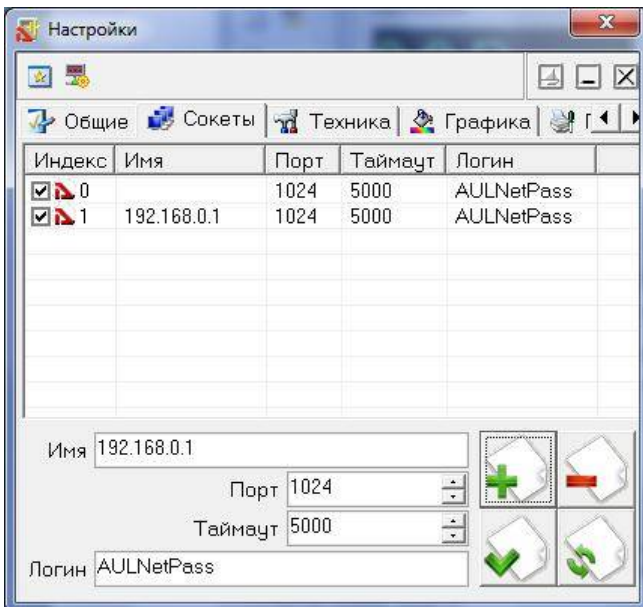 Настройки
Общие Сокеты Техника Графика
Индекс Имя Порт Таймаут Логин
0 1024 5000 AULNetPass
1 192.168.0.1 1024 5000 AULNetPass
Имя 192.168.0.1
Порт 1024
Таймаут 5000
Логин AULNetPass